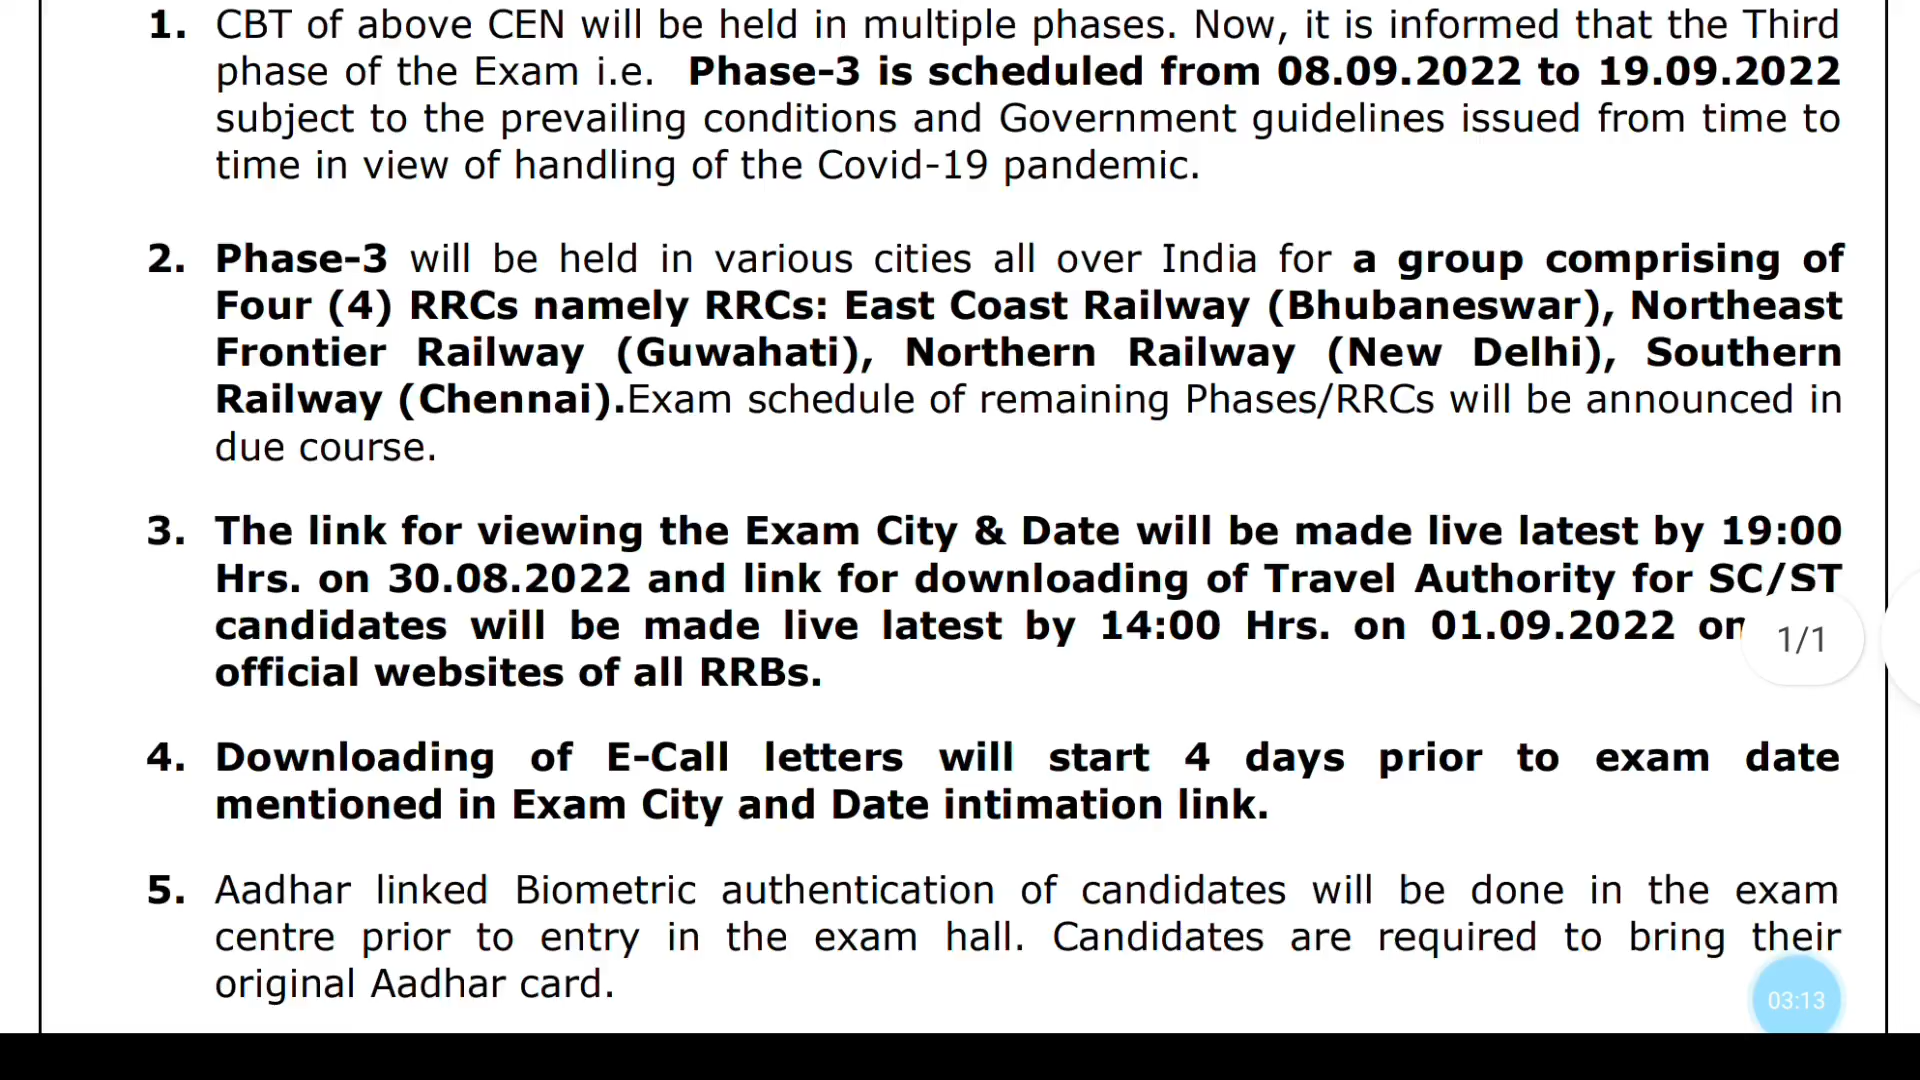 1. CBT of above CEN will be held in multiple phases. Now, it is informed that the Third
phase of the Exam i.e. Phase-3 is scheduled from 08.09.2022 to 19.09.2022
subject to the prevailing conditions and Government guidelines issued from time to
time in view of handling of the Covid-19 pandemic.
2. Phase-3 will be held in various cities all over India for a group comprising of
Four (4) RRCs namely RRCs: East Coast Railway (Bhubaneswar), Northeast
Frontier Railway (Guwahati), Northern Railway (New Delhi), Southern
Railway (Chennai).Exam schedule of remaining Phases/RRCs will be announced in
due course.
3. The link for viewing the Exam City & Date will be made live latest by 19:00
Hrs. on 30.08.2022 and link for downloading of Travel Authority for SC/ST
candidates will be made live latest by 14:00 Hrs. on 01.09.2022 on
1/1
official websites of all RRBs.
4. Downloading of E-Call letters will start 4 days prior to exam date
mentioned in Exam City and Date intimation link.
5. Aadhar linked Biometric authentication of candidates will be done in the exam
centre prior to entry in the exam hall. Candidates are required to bring their
original Aadhar card.
03:13